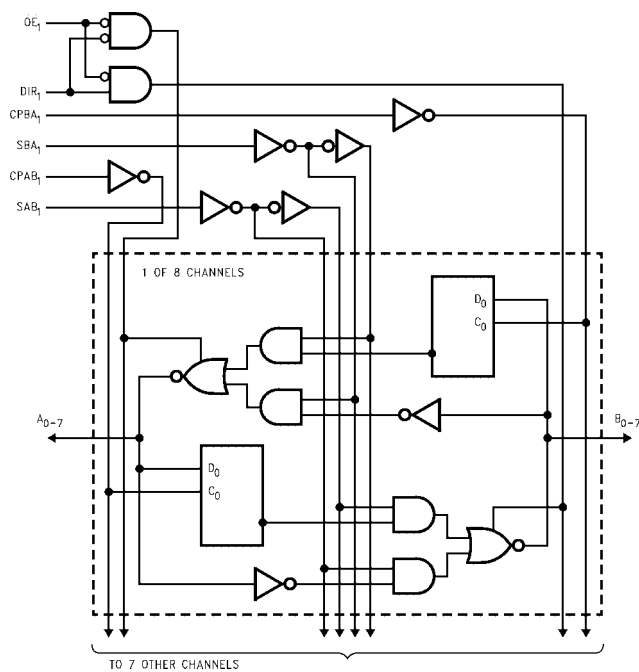 OE₁
DIR₁
CPBA₁
SBA₁
CPAB₁
SAB₁
1 OF 8 CHANNELS
D₀
C₀
A₀₋₇
B₀₋₇
D₀
C₀
TO 7 OTHER CHANNELS